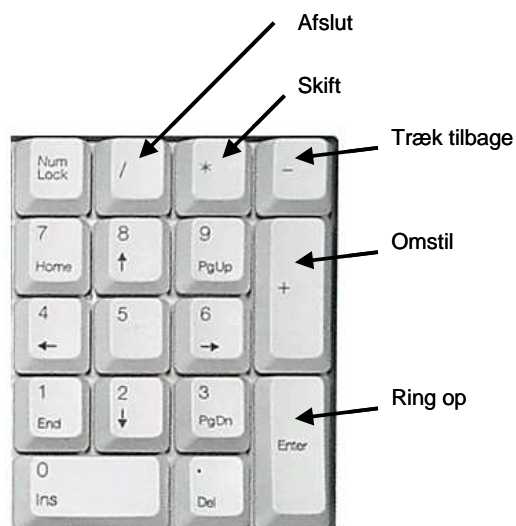 Afslut
Skift
Træk tilbage
Omstil
Ring op
Num
Lock
/
*
–
7
Home
8
↑
9
PgUp
+
4
←
5
6
→
1
End
2
↓
3
PgDn
Enter
0
Ins
.
Del